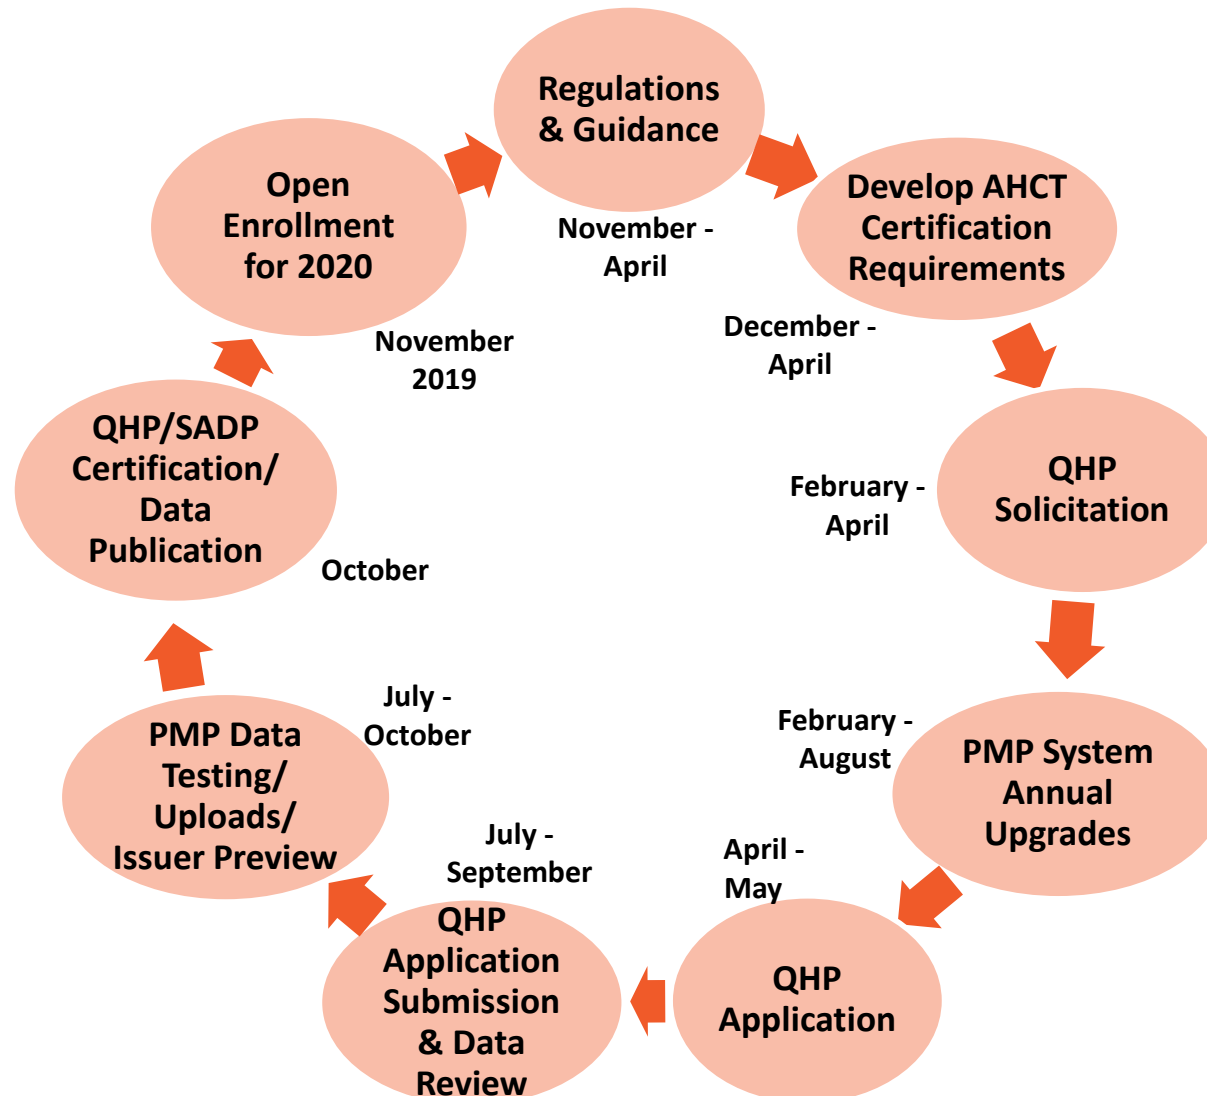 Regulations
& Guidance
November -
April
Develop AHCT
Certification
Requirements
December -
April
QHP
Solicitation
February -
April
PMP System
Annual
Upgrades
February -
August
QHP
Application
April -
May
QHP
Application
Submission
& Data
Review
July -
September
PMP Data
Testing/
Uploads/
Issuer Preview
July -
October
QHP/SADP
Certification/
Data
Publication
October
Open
Enrollment
for 2020
November
2019